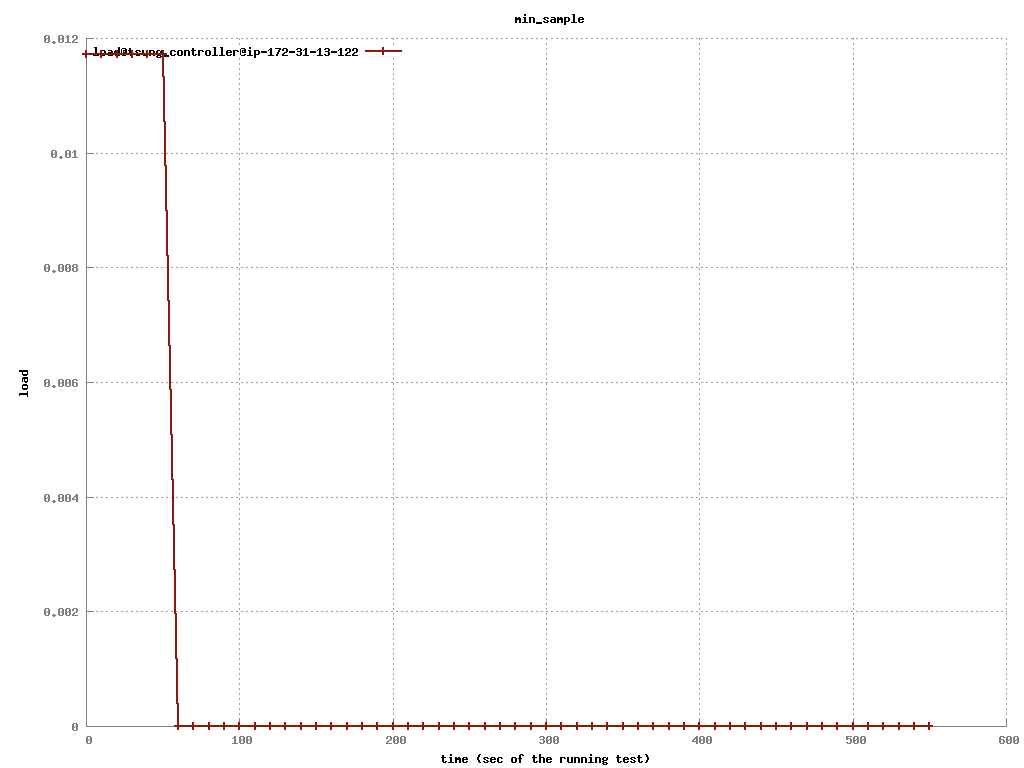 min_sample
load@tsung_controller@ip-172-31-13-122
0.012
0.01
0.008
0.006
0.004
0.002
0
load
0 100 200 300 400 500 600
time (sec of the running test)